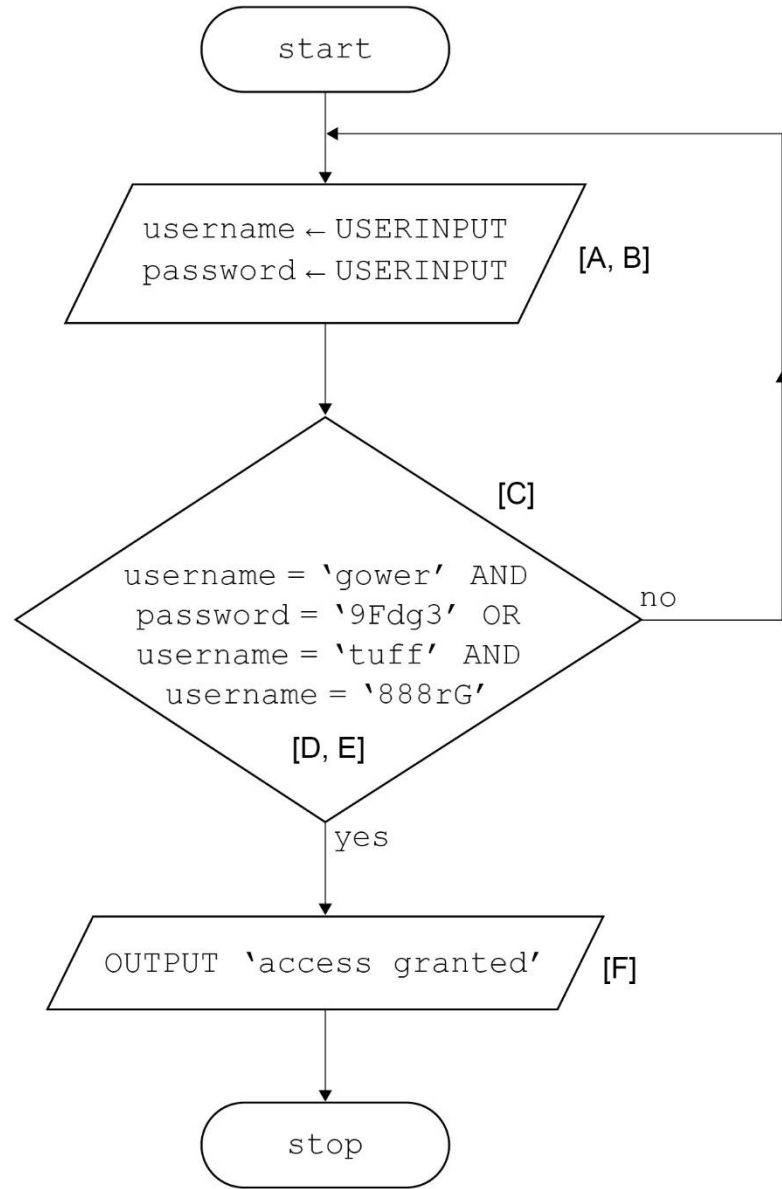 start
username ← USERINPUT
password ← USERINPUT
[A, B]
[C]
username = ‘gower’ AND
password = ‘9Fdg3’ OR
username = ‘tuff’ AND
username = ‘888rG’
[D, E]
no
yes
OUTPUT ‘access granted’
[F]
stop